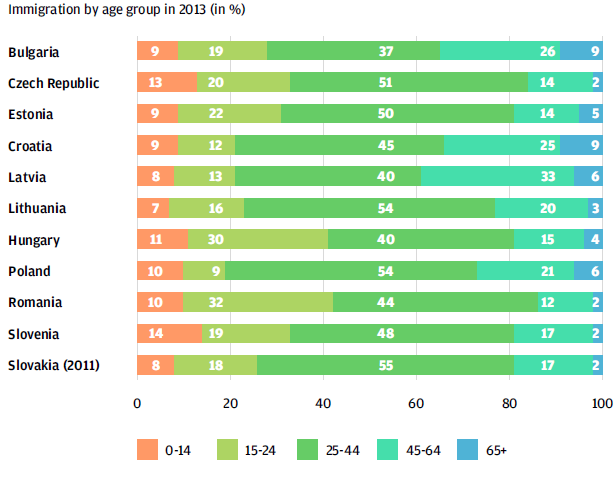 Immigration by age group in 2013 (in %)
Bulgaria 9 19 37 26 9
Czech Republic 13 20 51 14 2
Estonia 9 22 50 14 5
Croatia 9 12 45 25 9
Latvia 8 13 40 33 6
Lithuania 7 16 54 20 3
Hungary 11 30 40 15 4
Poland 10 9 54 21 6
Romania 10 32 44 12 2
Slovenia 14 19 48 17 2
Slovakia (2011) 8 18 55 17 2
0 20 40 60 80 100
0-14 15-24 25-44 45-64 65+